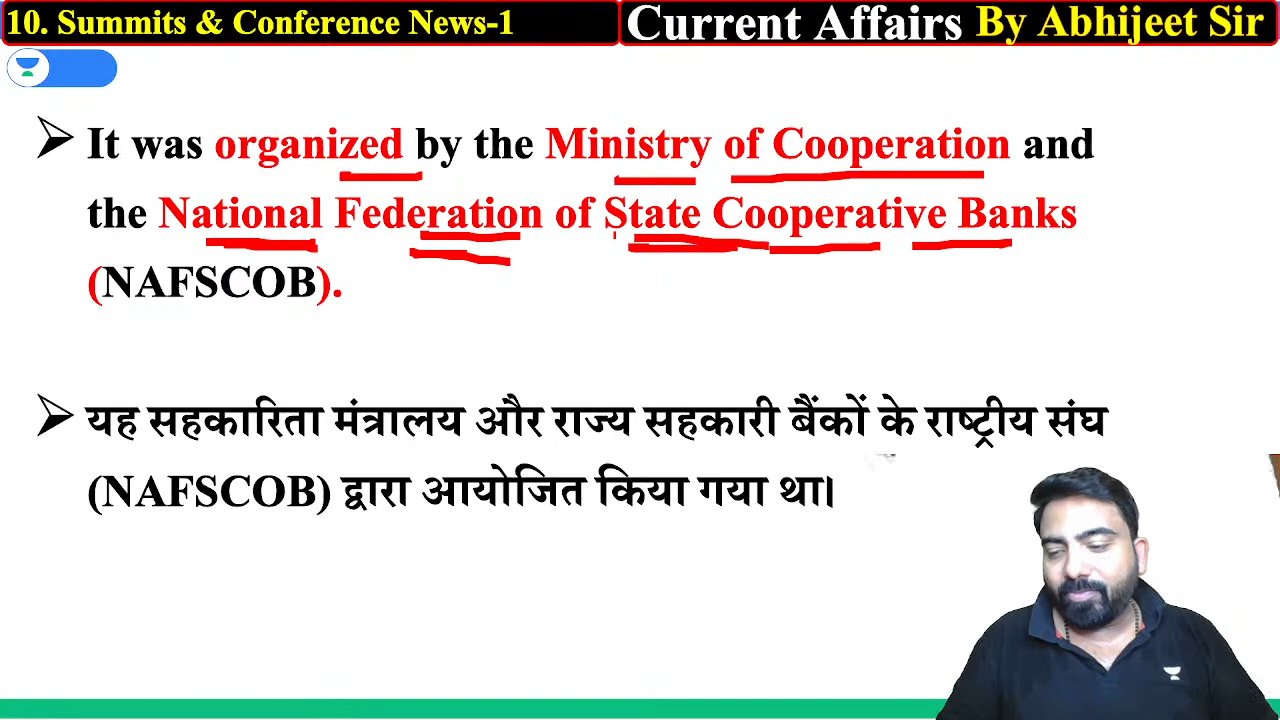 10. Summits & Conference News-1
Current Affairs By Abhijeet Sir
➢ It was organized by the Ministry of Cooperation and
the National Federation of State Cooperative Banks
(NAFSCOB).
➢ यह सहकारिता मंत्रालय और राज्य सहकारी बैंकों के राष्ट्रीय संघ
(NAFSCOB) द्वारा आयोजित किया गया था।